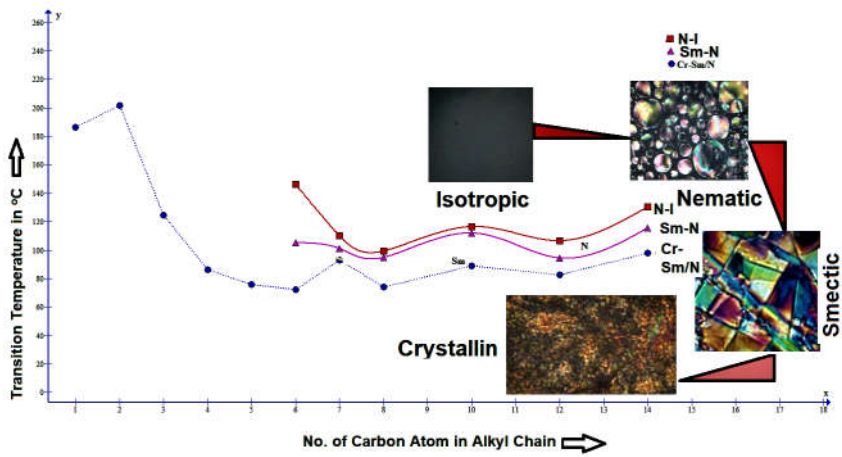 y
260
240
220
200
180
160
140
120
100
80
60
40
20
0
Transition Temperature in ºC
N-I
Sm-N
Cr-Sm/N
Isotropic
Nematic
N-I
Sm-N
Cr-
Sm/N
N
Sm
Smectic
Crystallin
x
1 2 3 4 5 6 7 8 9 10 11 12 13 14 15 16 17 18
No. of Carbon Atom in Alkyl Chain